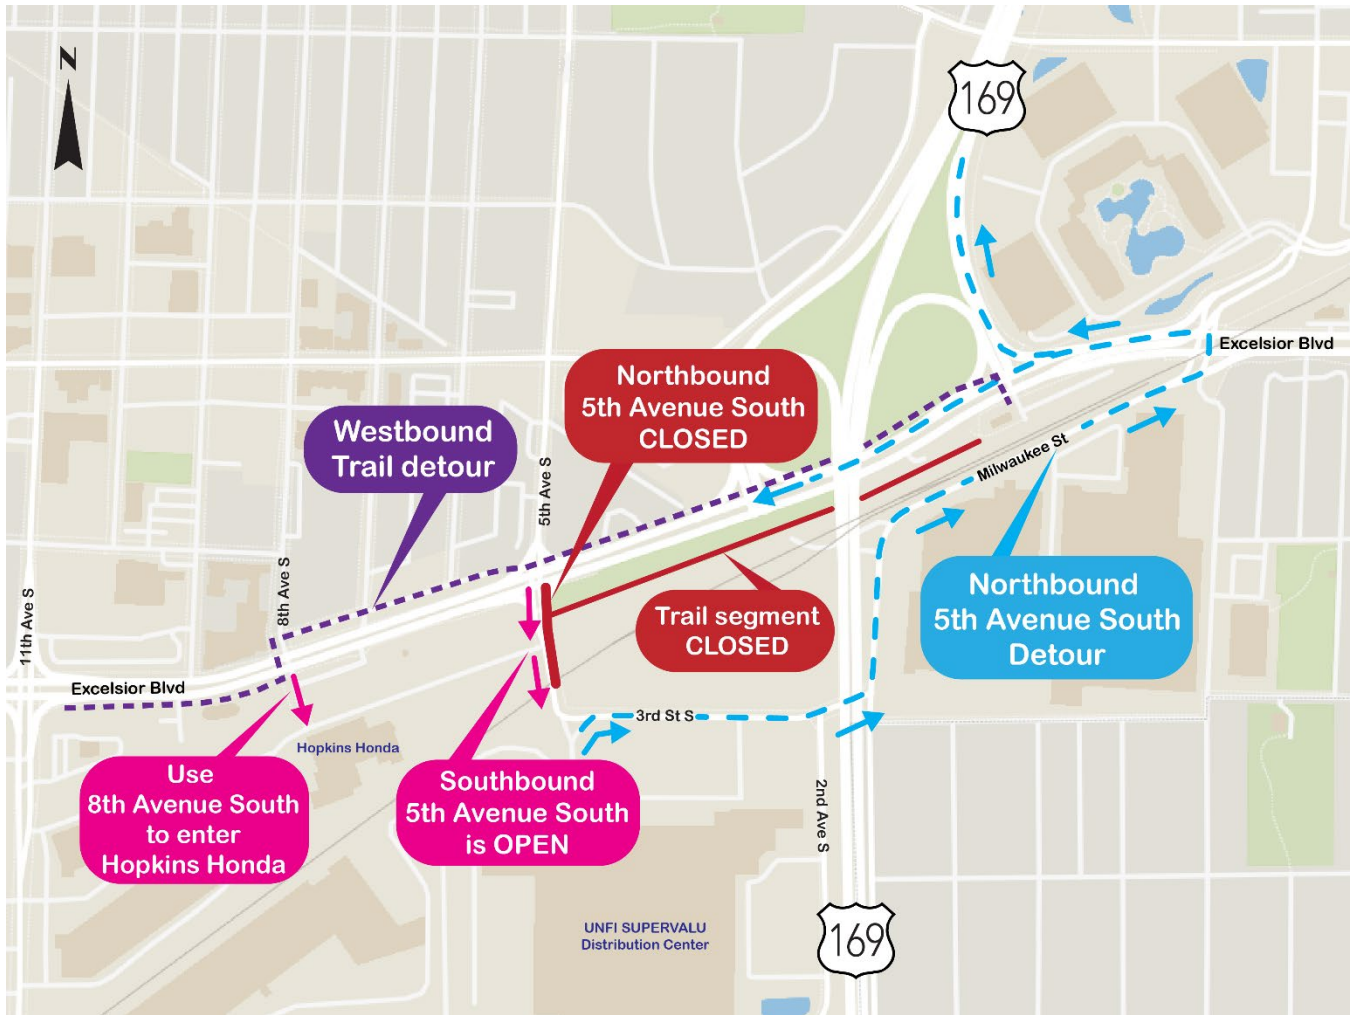 N
169
Excelsior Blvd
Northbound
5th Avenue South
CLOSED
Westbound
Trail detour
5th Ave S
Milwaukee St
8th Ave S
11th Ave S
Northbound
5th Avenue South
Detour
Trail segment
CLOSED
Excelsior Blvd
3rd St S
Hopkins Honda
Use
8th Avenue South
to enter
Hopkins Honda
Southbound
5th Avenue South
is OPEN
2nd Ave S
UNFI SUPERVALU
Distribution Center
169